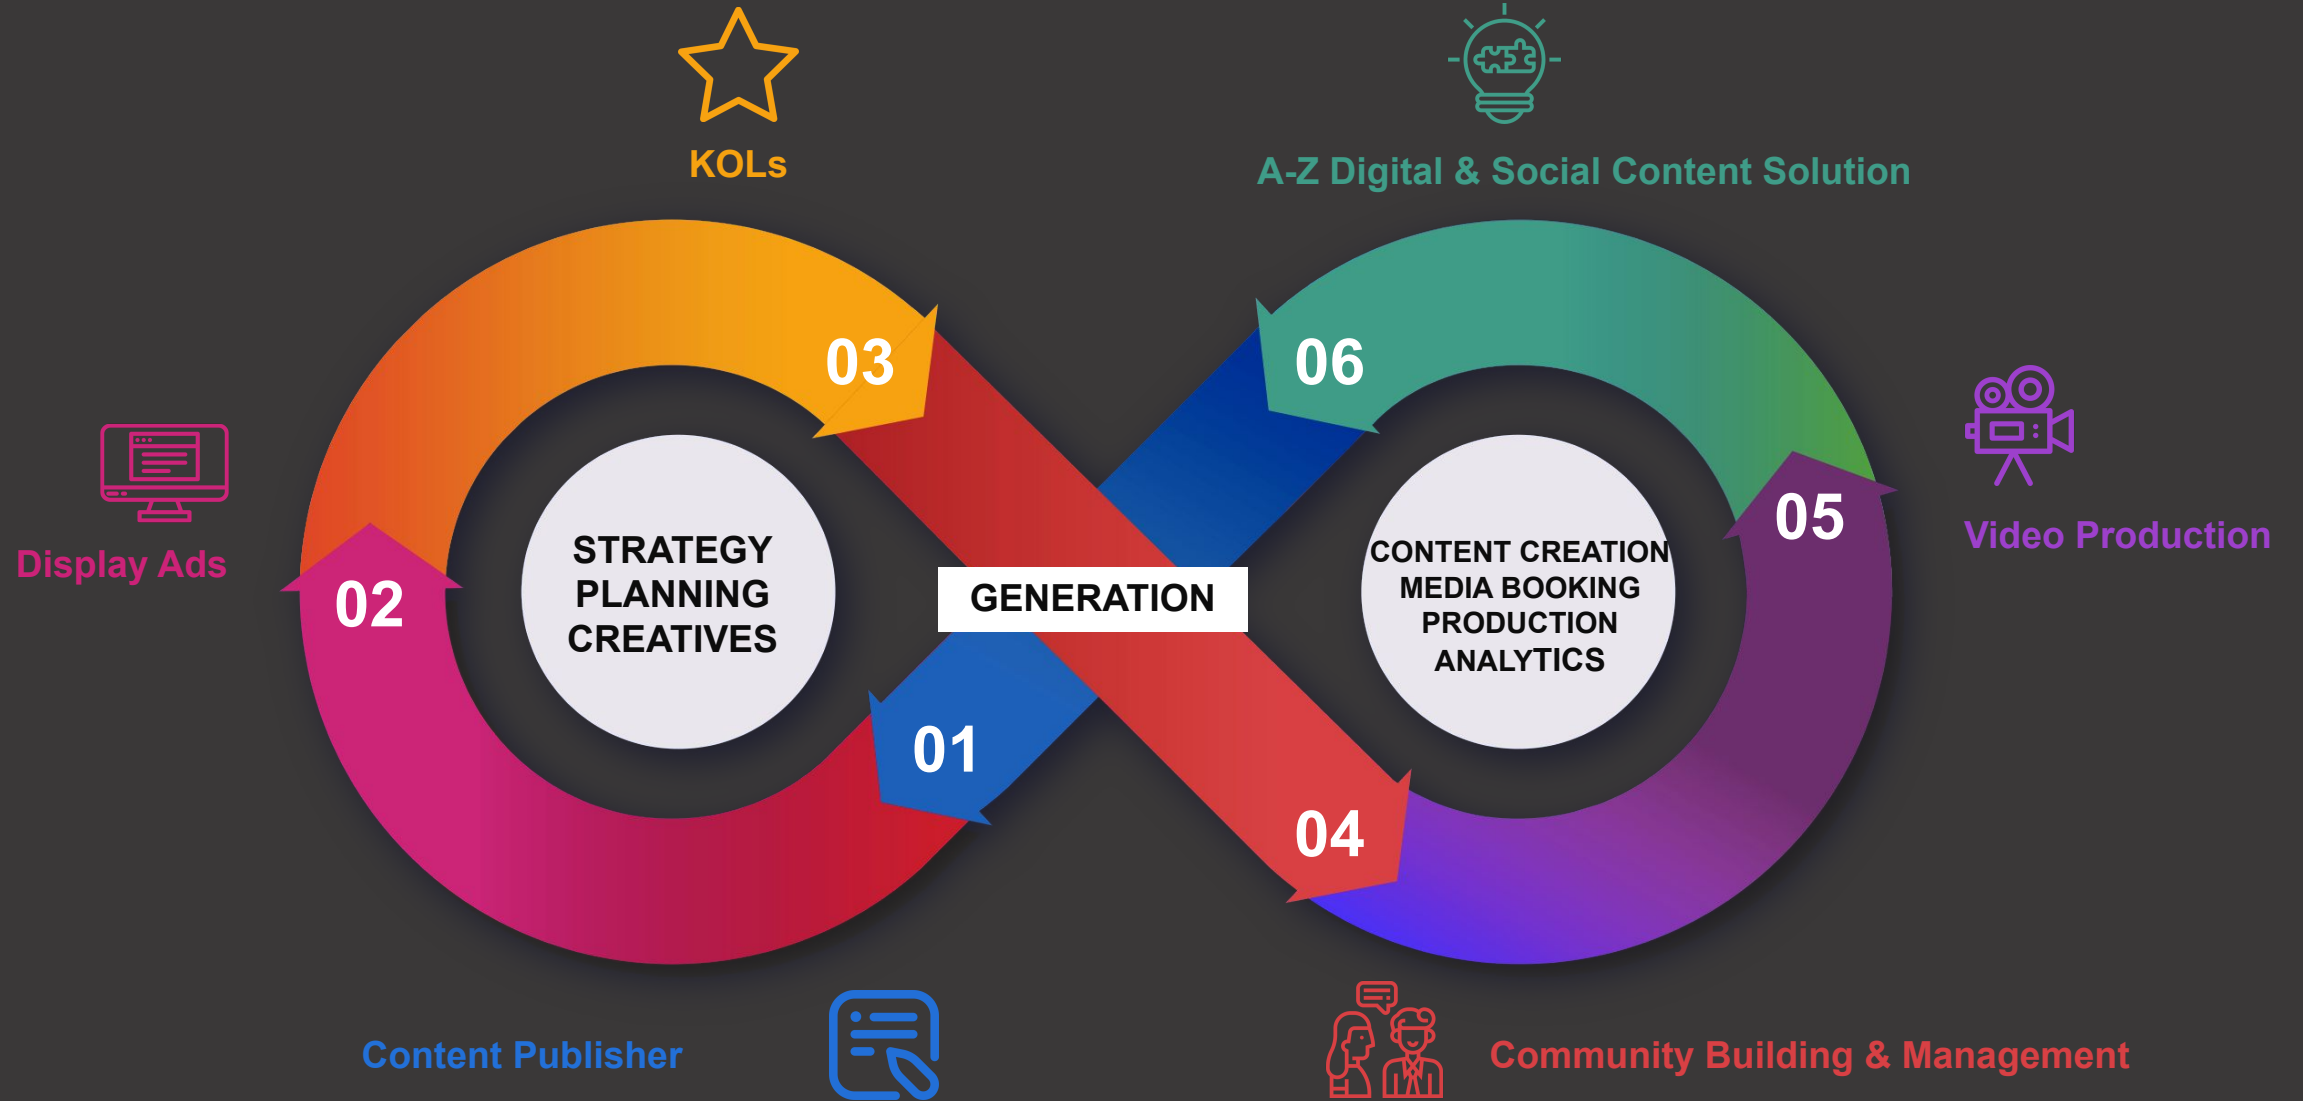 KOLs
A-Z Digital & Social Content Solution
03
06
05
Display Ads
02
STRATEGY
PLANNING
CREATIVES
GENERATION
CONTENT CREATION
MEDIA BOOKING
PRODUCTION
ANALYTICS
Video Production
01
04
Content Publisher
Community Building & Management